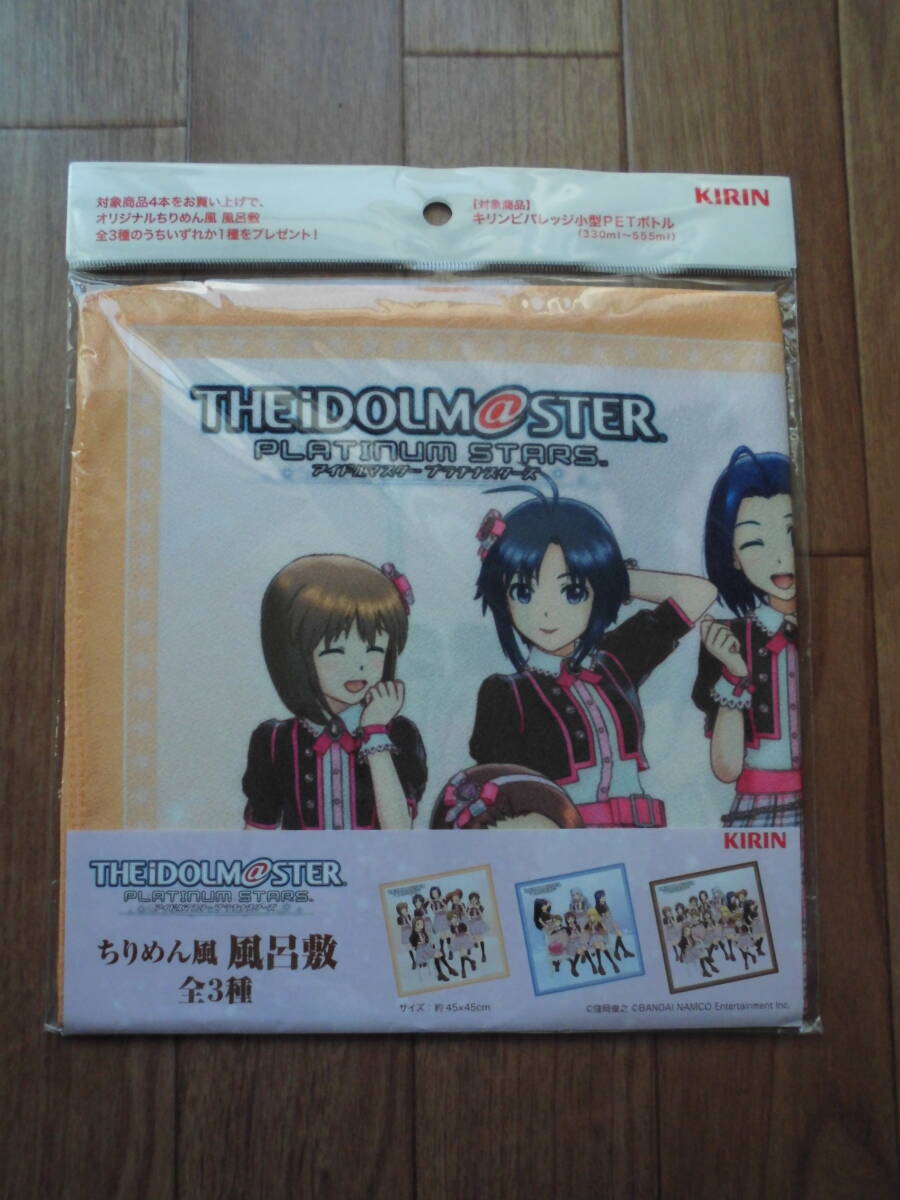 対象商品4本をお買い上げで、
オリジナルちりめん風 風呂敷
全3種のうちいずれか1種をプレゼント!
【対象商品】
キリンビバレッジ小型PETボトル
(330ml~555ml)
KIRIN
THE iDOLM@STER
PLATINUM STARS
アイドルマスター プラチナスターズ
KIRIN
THE iDOLM@STER
PLATINUM STARS
アイドルマスター プラチナスターズ
ちりめん風 風呂敷
全3種
サイズ:約45×45cm
©窪岡俊之 ©BANDAI NAMCO Entertainment Inc.